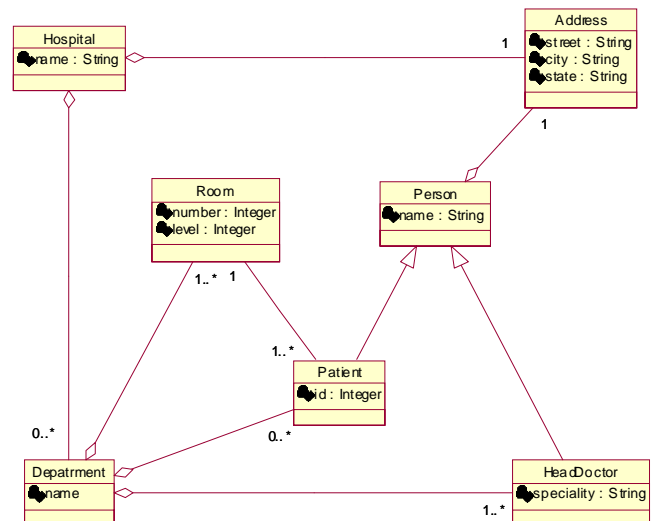 Hospital
name : String
1
Address
street : String
city : String
state : String
1
Room
number : Integer
level : Integer
1..*
1
Person
name : String
1..*
Patient
id : Integer
0..*
0..*
Depatrment
name
HeadDoctor
speciality : String
1..*